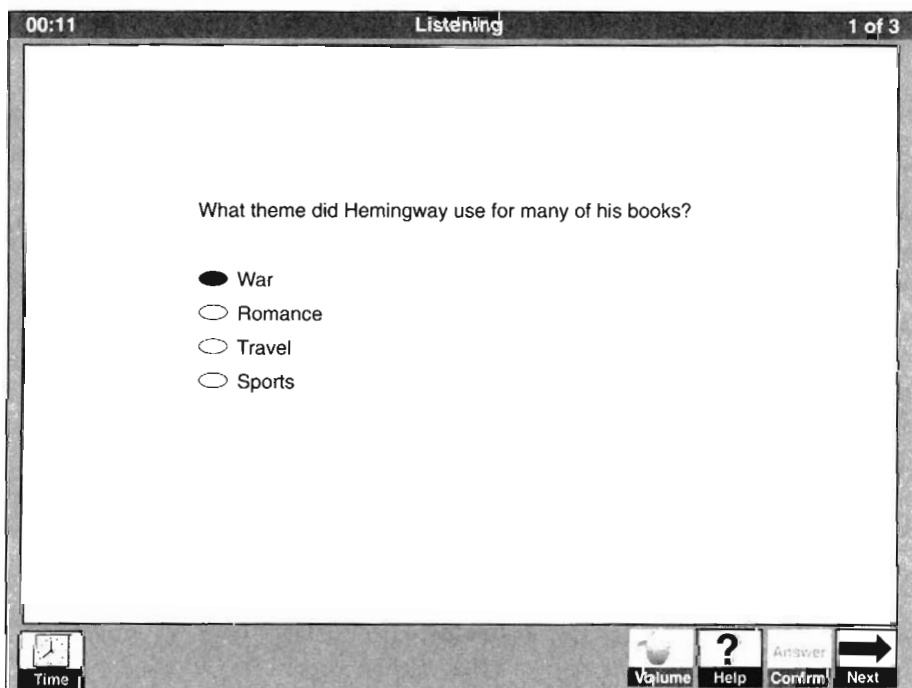 00:11 Listening 1 of 3
What theme did Hemingway use for many of his books?
War
Romance
Travel
Sports
?
Answer
Time Volume Help Confirm Next